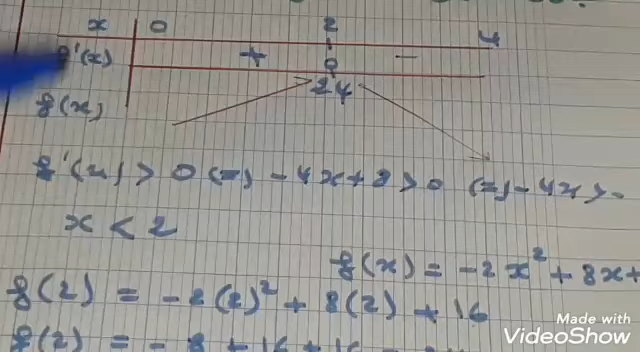 x 0 2 4
f'(x) + 0 -
f(x) 24
f'(x) > 0 (=) -4x+8 > 0 (=) -4x > -
x < 2
f(x) = -2x² + 8x +
f(2) = -2(2)² + 8(2) + 16
f(2) = - 8 + 16 + 16 =
Made with
VideoShow